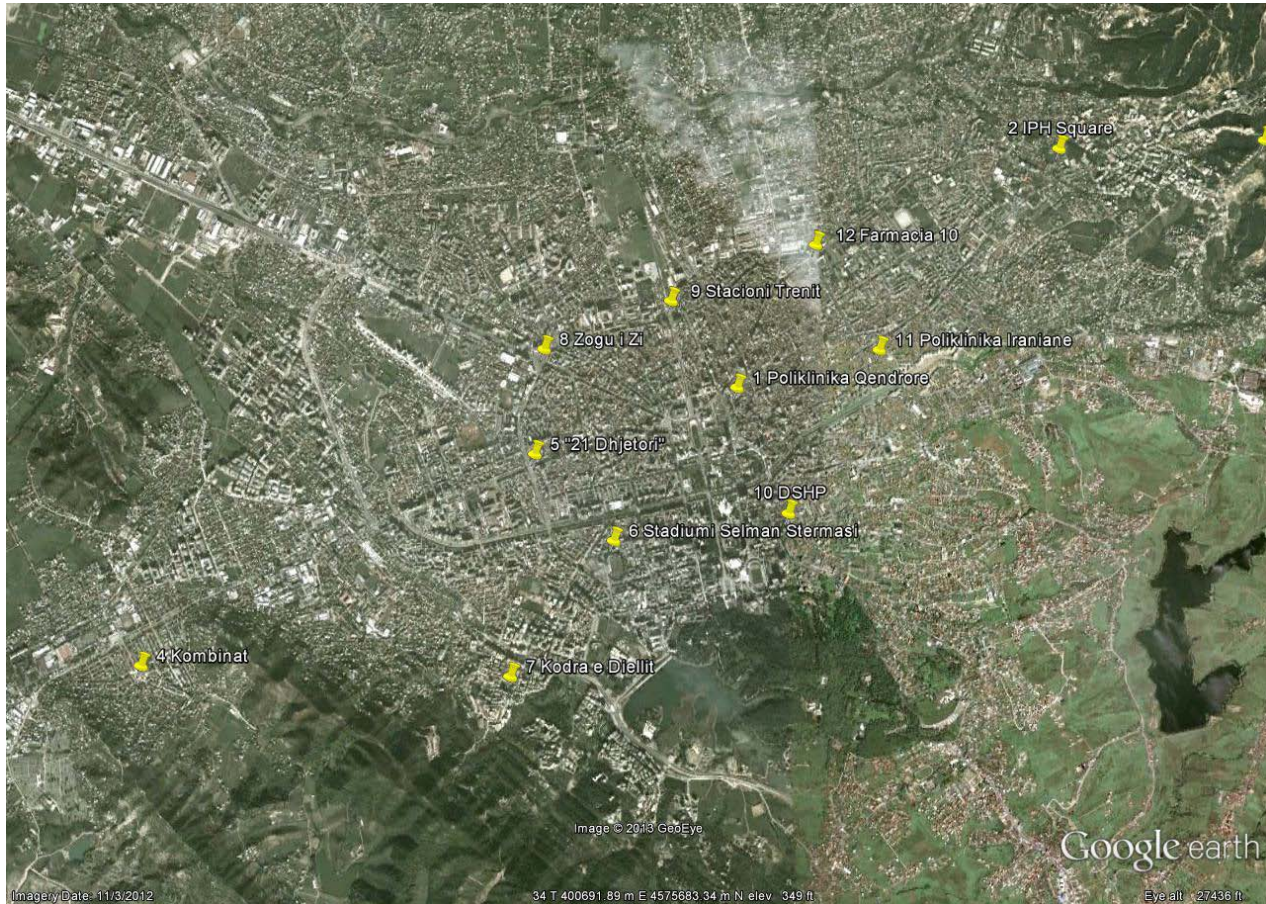 2 IPH Square
12 Farmacia 10
9 Stacioni Trenit
8 Zogu i Zi
11 Poliklinika Iraniane
1 Poliklinika Qendrore
5 "21 Dhjetori"
10 DSHP
6 Stadiumi Selman Stermasi
4 Kombinat
7 Kodra e Diellit
Image © 2013 GeoEye
Google earth
Imagery Date: 11/3/2012 34 T 400691.89 m E 4575683.34 m N elev 349 ft Eye alt 27436 ft